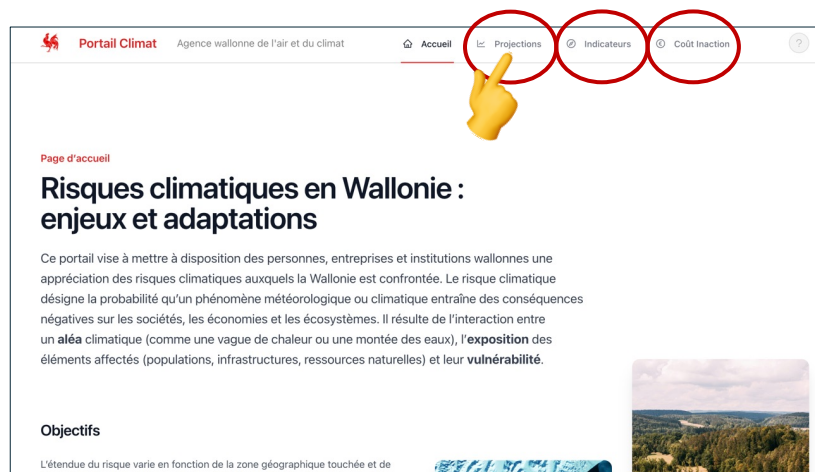 Portail Climat Agence wallonne de l'air et du climat Accueil Projections Indicateurs Coût Inaction ?
Page d'accueil
Risques climatiques en Wallonie :
enjeux et adaptations
Ce portail vise à mettre à disposition des personnes, entreprises et institutions wallonnes une
appréciation des risques climatiques auxquels la Wallonie est confrontée. Le risque climatique
désigne la probabilité qu’un phénomène météorologique ou climatique entraîne des conséquences
négatives sur les sociétés, les économies et les écosystèmes. Il résulte de l’interaction entre
un aléa climatique (comme une vague de chaleur ou une montée des eaux), l’exposition des
éléments affectés (populations, infrastructures, ressources naturelles) et leur vulnérabilité.
Objectifs
L'étendue du risque varie en fonction de la zone géographique touchée et de